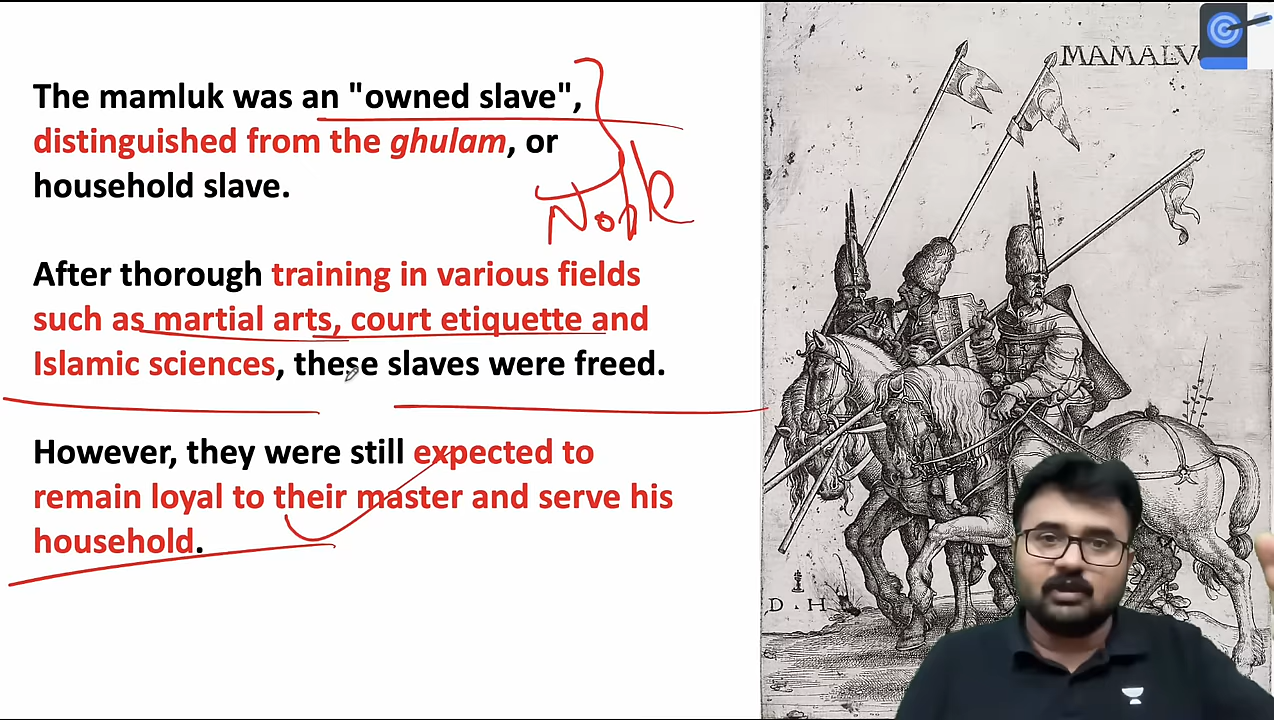 The mamluk was an "owned slave",
distinguished from the ghulam, or
household slave.
Noble
After thorough training in various fields
such as martial arts, court etiquette and
Islamic sciences, these slaves were freed.
However, they were still expected to
remain loyal to their master and serve his
household.
MAMALV
D . H